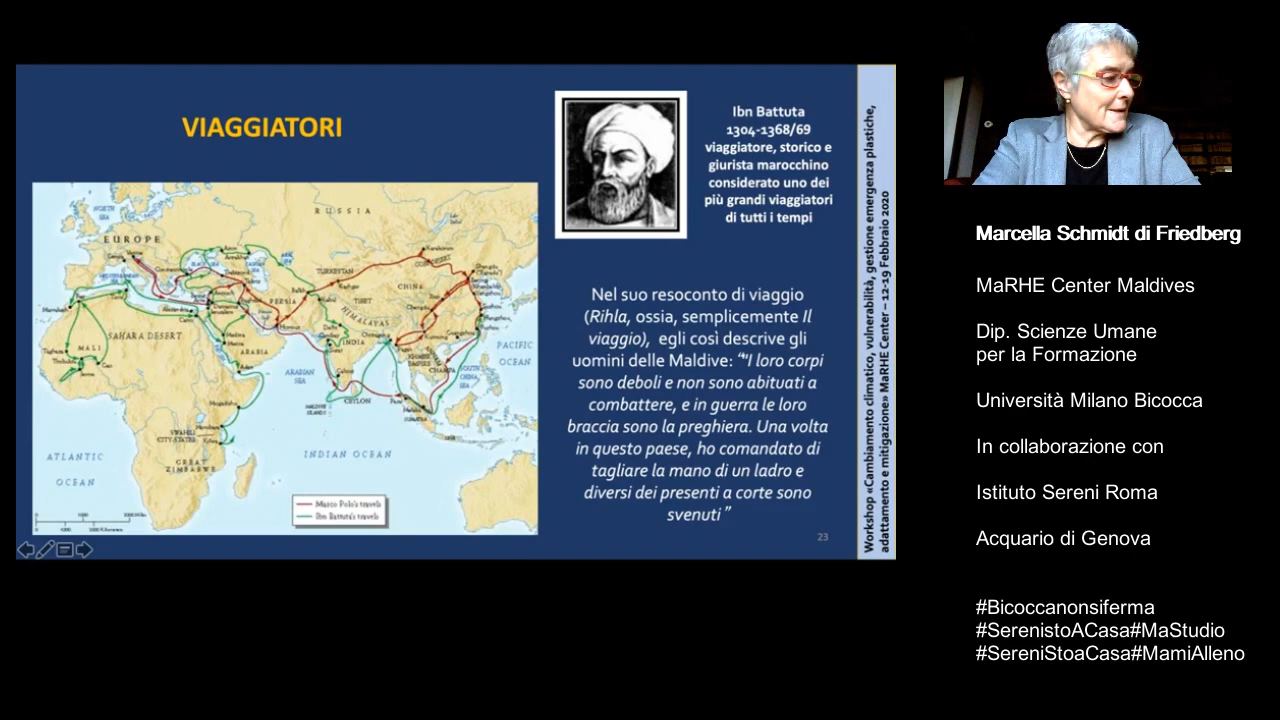 VIAGGIATORI
Ibn Battuta
1304-1368/69
viaggiatore, storico e
giurista marocchino
considerato uno dei
più grandi viaggiatori
di tutti i tempi
Nel suo resoconto di viaggio
(Rihla, ossia, semplicemente Il
viaggio), egli così descrive gli
uomini delle Maldive: “"I loro corpi
sono deboli e non sono abituati a
combattere, e in guerra le loro
braccia sono la preghiera. Una volta
in questo paese, ho comandato di
tagliare la mano di un ladro e
diversi dei presenti a corte sono
svenuti”
23
Workshop «Cambiamento climatico, vulnerabilità, gestione emergenza plastiche,
adattamento e mitigazione» MaRHE Center – 12-19 Febbraio 2020
RUSSIA
NORTH
SEA
EUROPE
BLACK SEA
TURKESTAN
CHINA
PERSIA
TIBET
HIMALAYAS
SAHARA DESERT
INDIA
ARABIA
MALI
PACIFIC
OCEAN
ARABIAN
SEA
CEYLON
SOUTH
CHINA
SEA
SWAHILI
CITY-STATES
INDIAN OCEAN
ATLANTIC
OCEAN
GREAT
ZIMBABWE
Marco Polo's travels
Ibn Battuta's travels
Marcella Schmidt di Friedberg
MaRHE Center Maldives
Dip. Scienze Umane
per la Formazione
Università Milano Bicocca
In collaborazione con
Istituto Sereni Roma
Acquario di Genova
#Bicoccanonsiferma
#SerenistoACasa#MaStudio
#SereniStoaCasa#MamiAlleno